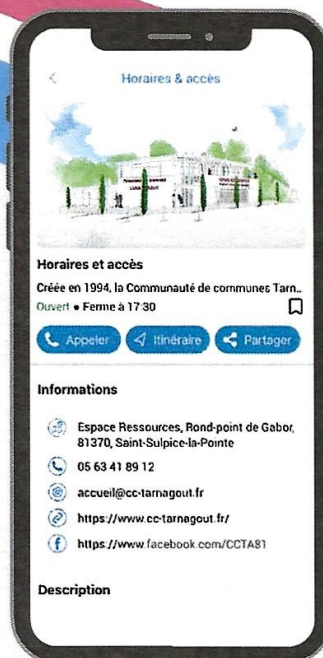 Horaires & accès
Horaires et accès
Créée en 1994, la Communauté de communes Tarn...
Ouvert • Ferme à 17:30
Appeler
Itinéraire
Partager
Informations
Espace Ressources, Rond-point de Gabor,
81370, Saint-Sulpice-la-Pointe
05 63 41 89 12
accueil@cc-tarnagout.fr
https://www.cc-tarnagout.fr/
https://www.facebook.com/CCTA81
Description